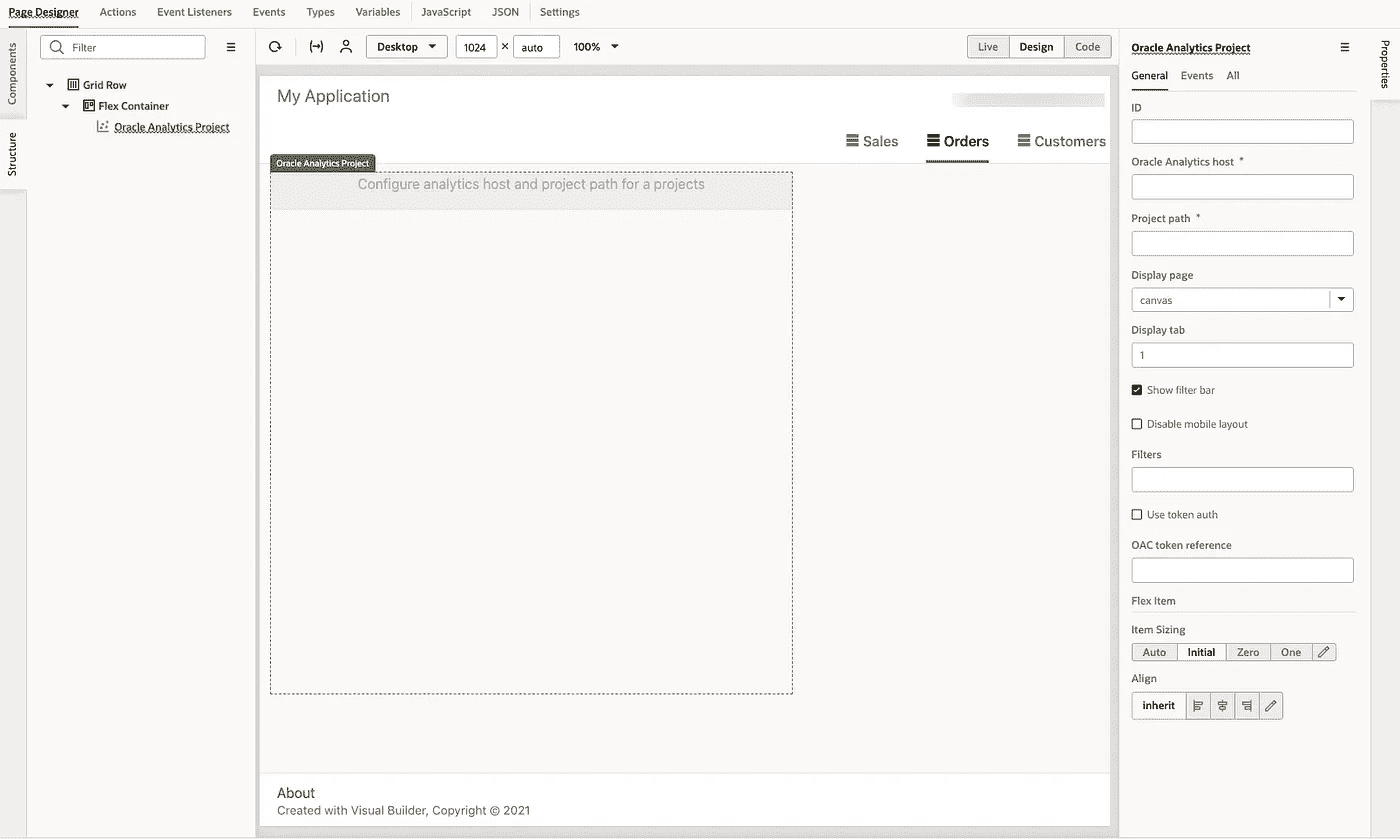 Page Designer Actions Event Listeners Events Types Variables JavaScript JSON Settings
Components
Structure
Filter
Grid Row
Flex Container
Oracle Analytics Project
Desktop 1024 × auto 100% Live Design Code
My Application
Sales Orders Customers
Oracle Analytics Project
Configure analytics host and project path for a projects
About
Created with Visual Builder, Copyright © 2021
Oracle Analytics Project
General Events All
ID
Oracle Analytics host *
Project path *
Display page
canvas
Display tab
1
Show filter bar
Disable mobile layout
Filters
Use token auth
OAC token reference
Flex Item
Item Sizing
Auto Initial Zero One
Align
inherit
Properties